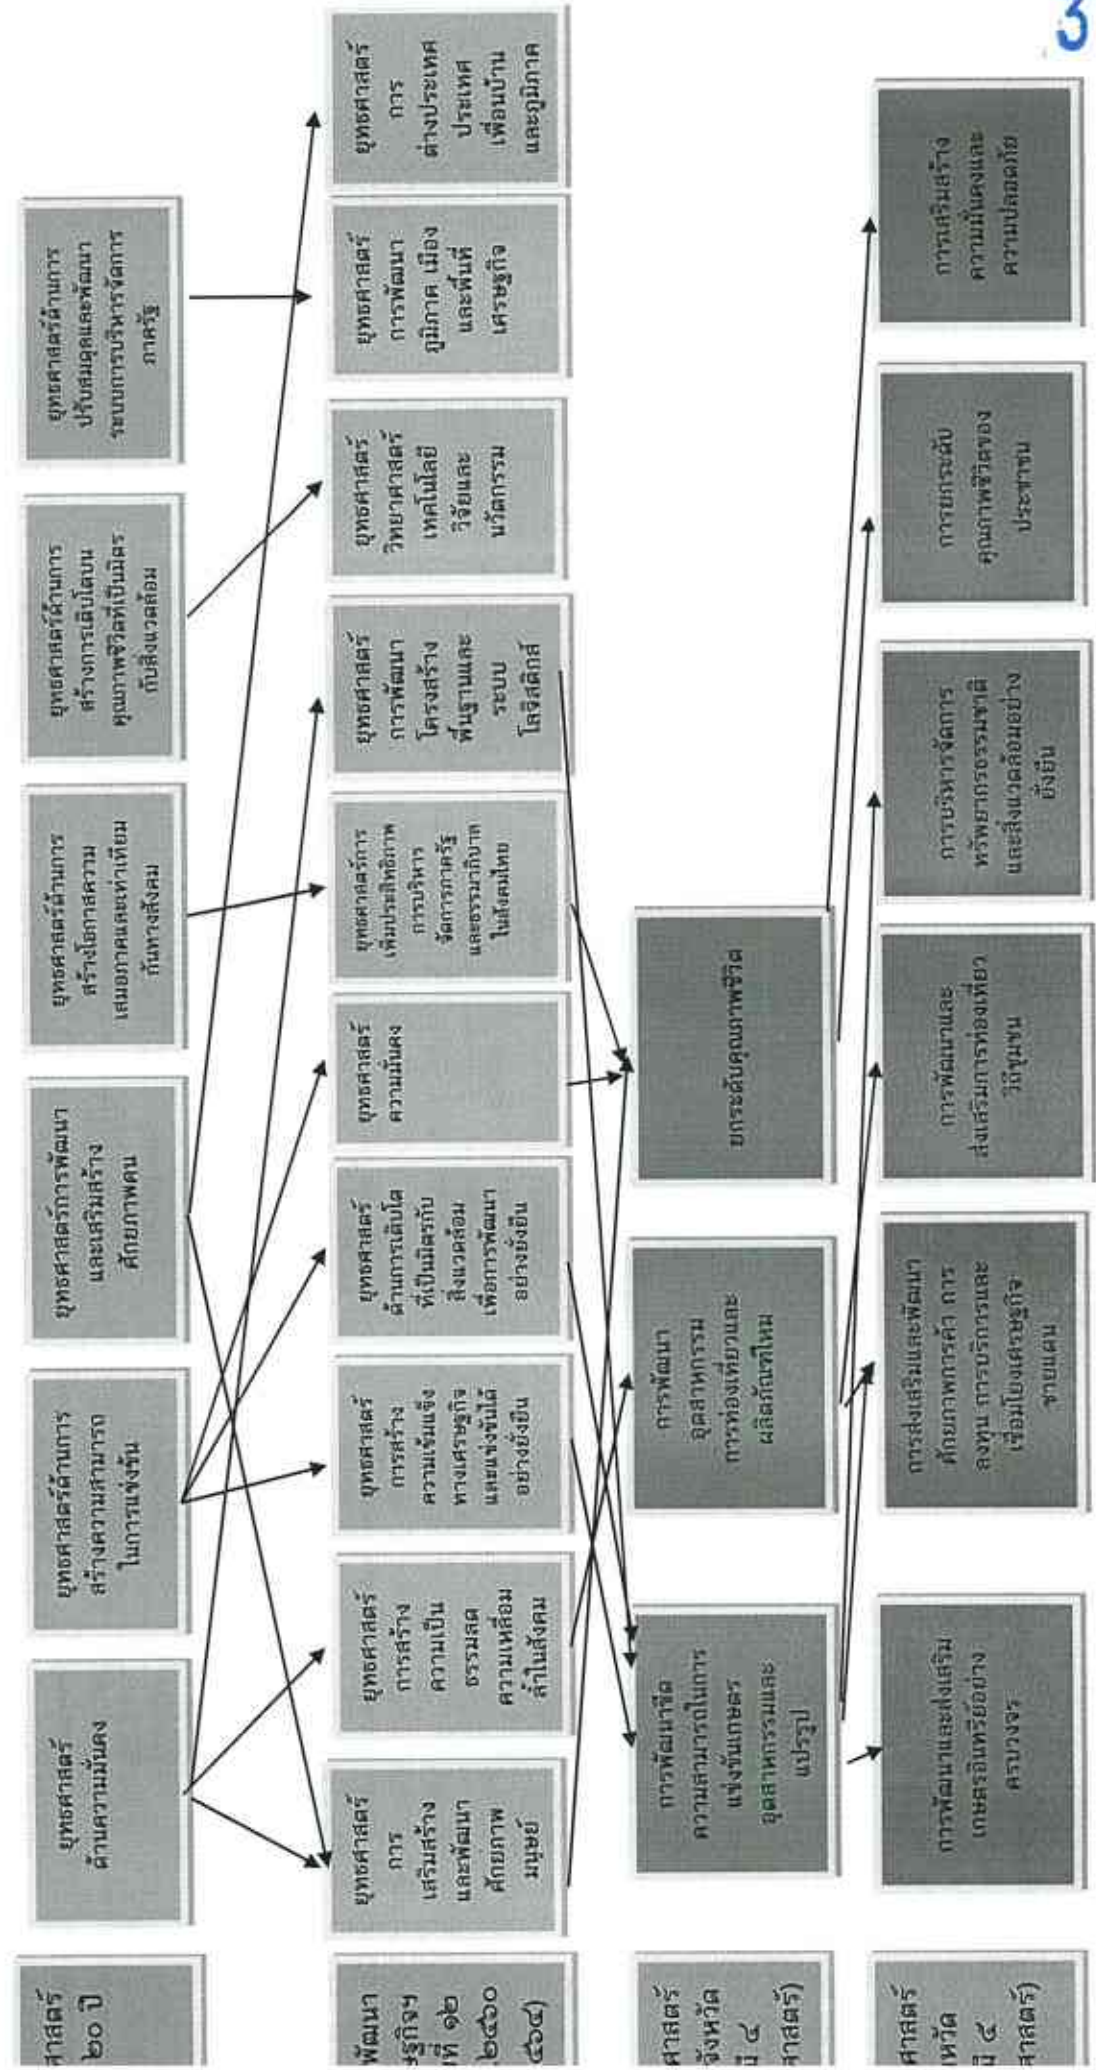 ศาสตร์
๒๐ ปี
ยุทธศาสตร์
ด้านความมั่นคง
ยุทธศาสตร์ด้านการ
สร้างความสามารถ
ในการแข่งขัน
ยุทธศาสตร์การพัฒนา
และเสริมสร้าง
ศักยภาพคน
ยุทธศาสตร์ด้านการ
สร้างโอกาสความ
เสมอภาคและเท่าเทียม
กันทางสังคม
ยุทธศาสตร์ด้านการ
สร้างการเติบโตบน
คุณภาพชีวิตที่เป็นมิตร
กับสิ่งแวดล้อม
ยุทธศาสตร์ด้านการ
ปรับสมดุลและพัฒนา
ระบบการบริหารจัดการ
ภาครัฐ
พัฒนา
ษฐกิจฯ
ที่ ๑๒
๒๕๖๐
๕๖๔)
ยุทธศาสตร์
การ
เสริมสร้าง
และพัฒนา
ศักยภาพ
มนุษย์
ยุทธศาสตร์
การสร้าง
ความเป็น
ธรรมลด
ความเหลื่อม
ล้ำในสังคม
ยุทธศาสตร์
การสร้าง
ความเข้มแข็ง
ทางเศรษฐกิจ
และแข่งขันได้
อย่างยั่งยืน
ยุทธศาสตร์
ด้านการเติบโต
ที่เป็นมิตรกับ
สิ่งแวดล้อม
เพื่อการพัฒนา
อย่างยั่งยืน
ยุทธศาสตร์
ความมั่นคง
ยุทธศาสตร์การ
เพิ่มประสิทธิภาพ
การบริหาร
จัดการภาครัฐ
และธรรมาภิบาล
ในสังคมไทย
ยุทธศาสตร์
การพัฒนา
โครงสร้าง
พื้นฐานและ
ระบบ
โลจิสติกส์
ยุทธศาสตร์
วิทยาศาสตร์
เทคโนโลยี
วิจัยและ
นวัตกรรม
ยุทธศาสตร์
การพัฒนา
ภูมิภาค เมือง
และพื้นที่
เศรษฐกิจ
ยุทธศาสตร์
การ
ต่างประเทศ
ประเทศ
เพื่อนบ้าน
และภูมิภาค
ศาสตร์
จังหวัด
ปี ๔
ศาสตร์)
การพัฒนาขีด
ความสามารถในการ
แข่งขันเกษตร
อุตสาหกรรมและ
แปรรูป
การพัฒนา
อุตสาหกรรม
การท่องเที่ยวและ
ผลิตภัณฑ์ไหม
ยกระดับคุณภาพชีวิต
ศาสตร์
หวัด
ปี ๔
ศาสตร์)
การพัฒนาและส่งเสริม
เกษตรอินทรีย์อย่าง
ครบวงจร
การส่งเสริมและพัฒนา
ศักยภาพการค้า การ
ลงทุน การบริการและ
เชื่อมโยงเศรษฐกิจ
ชายแดน
การพัฒนาและ
ส่งเสริมการท่องเที่ยว
วิถีชุมชน
การบริหารจัดการ
ทรัพยากรธรรมชาติ
และสิ่งแวดล้อมอย่าง
ยั่งยืน
การยกระดับ
คุณภาพชีวิตของ
ประชาชน
การเสริมสร้าง
ความมั่นคงและ
ความปลอดภัย
3